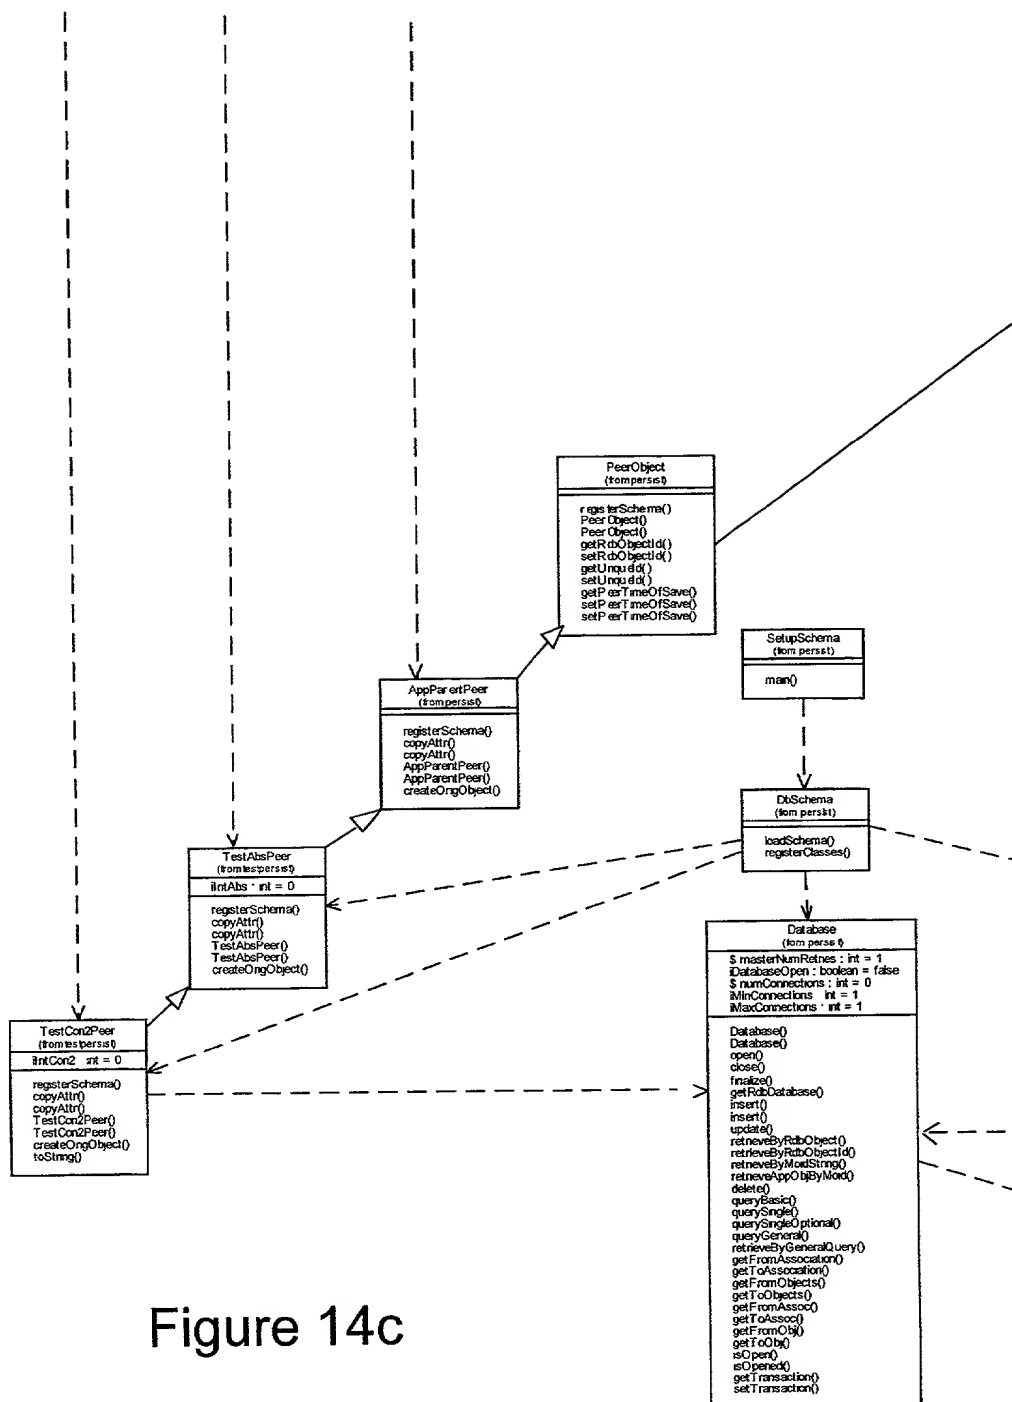 PeerObject
(from persist)
registerSchema()
PeerObject()
PeerObject()
getRdbObjectId()
setRdbObjectId()
getUniqueId()
setUniqueId()
getPeerTimeOfSave()
setPeerTimeOfSave()
setPeerTimeOfSave()
SetupSchema
(from persist)
main()
AppParentPeer
(from persist)
registerSchema()
copyAttr()
copyAttr()
AppParentPeer()
AppParentPeer()
createOrigObject()
DbSchema
(from persist)
loadSchema()
registerClasses()
TestAbsPeer
(from testpersist)
iIntAbs : int = 0
registerSchema()
copyAttr()
copyAttr()
TestAbsPeer()
TestAbsPeer()
createOrigObject()
Database
(from persist)
$ masterNumRetries : int = 1
iDatabaseOpen : boolean = false
$ numConnections : int = 0
iMinConnections int = 1
iMaxConnections : int = 1
Database()
Database()
open()
close()
finalize()
getRdbDatabase()
insert()
insert()
update()
retrieveByRdbObject()
retrieveByRdbObjectId()
retrieveByMoidString()
retrieveAppObjByMoid()
delete()
queryBasic()
querySingle()
querySingleOptional()
queryGeneral()
retrieveByGeneralQuery()
getFromAssociation()
getToAssociation()
getFromObjects()
getToObjects()
getFromAssoc()
getToAssoc()
getFromObj()
getToObj()
isOpen()
isOpened()
getTransaction()
setTransaction()
TestCon2Peer
(from testpersist)
iIntCon2 int = 0
registerSchema()
copyAttr()
copyAttr()
TestCon2Peer()
TestCon2Peer()
createOrigObject()
toString()
Figure 14c